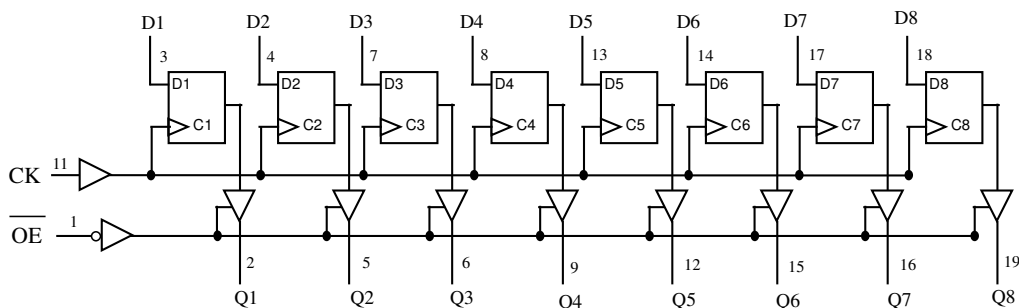 D1 D2 D3 D4 D5 D6 D7 D8
3 4 7 8 13 14 17 18
D1 D2 D3 D4 D5 D6 D7 D8
C1 C2 C3 C4 C5 C6 C7 C8
CK 11
OE 1
2 5 6 9 12 15 16 19
Q1 Q2 Q3 Q4 Q5 Q6 Q7 Q8